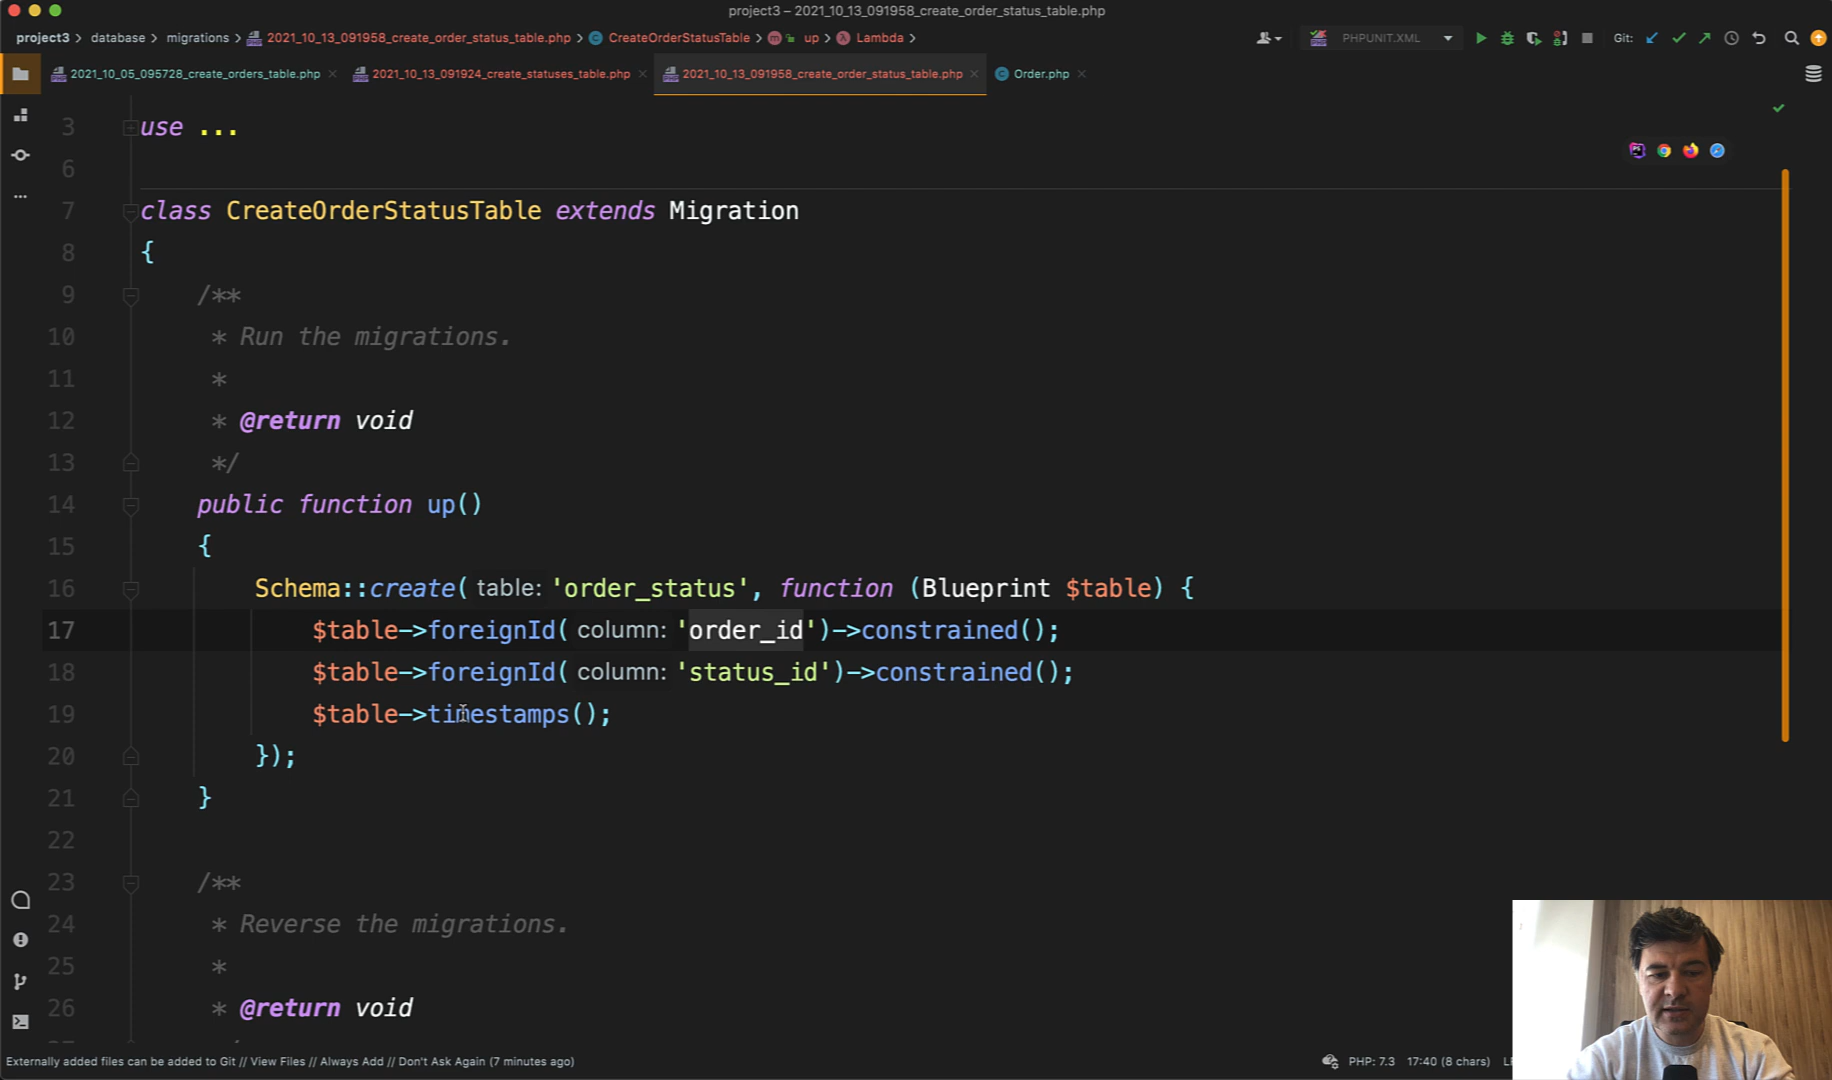 project3 – 2021_10_13_091958_create_order_status_table.php
project3 database migrations 2021_10_13_091958_create_order_status_table.php CreateOrderStatusTable up Lambda PHPUNIT.XML Git:
2021_10_05_095728_create_orders_table.php 2021_10_13_091924_create_statuses_table.php 2021_10_13_091958_create_order_status_table.php Order.php
3 use ...
6
7 class CreateOrderStatusTable extends Migration
8 {
9 /**
10 * Run the migrations.
11 *
12 * @return void
13 */
14 public function up()
15 {
16 Schema::create( table: 'order_status', function (Blueprint $table) {
17 $table->foreignId( column: 'order_id')->constrained();
18 $table->foreignId( column: 'status_id')->constrained();
19 $table->timestamps();
20 });
21 }
22
23 /**
24 * Reverse the migrations.
25 *
26 * @return void
Externally added files can be added to Git // View Files // Always Add // Don't Ask Again (7 minutes ago) PHP: 7.3 17:40 (8 chars)